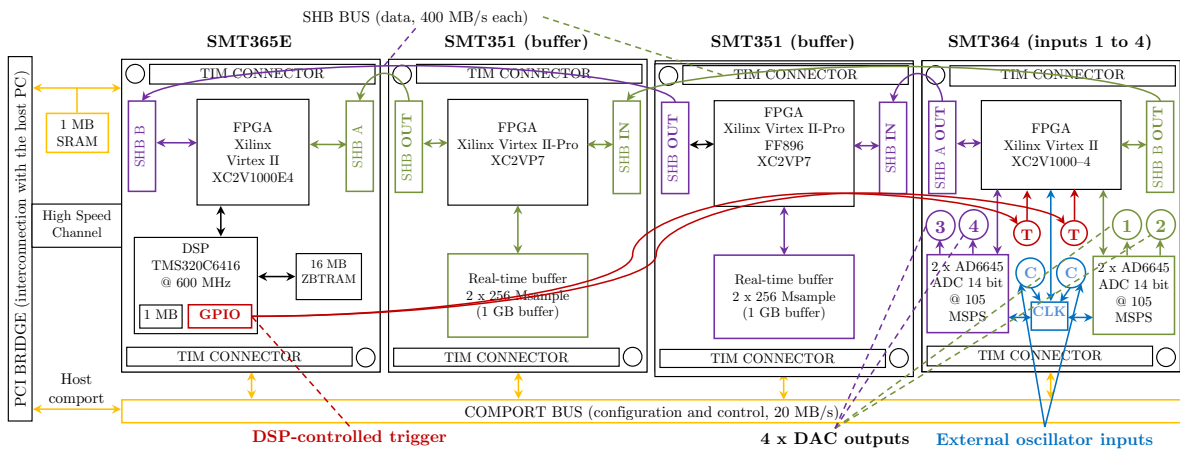 SHB BUS (data, 400 MB/s each)
SMT365E
SMT351 (buffer)
SMT351 (buffer)
SMT364 (inputs 1 to 4)
PCI BRIDGE (interconnection with the host PC)
1 MB
SRAM
High Speed
Channel
Host
comport
TIM CONNECTOR
SHB B
FPGA
Xilinx
Virtex II
XC2V1000E4
SHB A
DSP
TMS320C6416
@ 600 MHz
1 MB
GPIO
16 MB
ZBTRAM
TIM CONNECTOR
TIM CONNECTOR
SHB OUT
FPGA
Xilinx Virtex II-Pro
XC2VP7
SHB IN
Real-time buffer
2 x 256 Msample
(1 GB buffer)
TIM CONNECTOR
TIM CONNECTOR
SHB OUT
FPGA
Xilinx Virtex II-Pro
FF896
XC2VP7
SHB IN
Real-time buffer
2 x 256 Msample
(1 GB buffer)
TIM CONNECTOR
TIM CONNECTOR
SHB A OUT
FPGA
Xilinx Virtex II
XC2V1000–4
SHB B OUT
3
4
T
T
1
2
2 x AD6645
ADC 14 bit
@ 105
MSPS
C
C
CLK
2 x AD6645
ADC 14 bit
@ 105
MSPS
TIM CONNECTOR
COMPORT BUS (configuration and control, 20 MB/s)
DSP-controlled trigger
4 x DAC outputs
External oscillator inputs